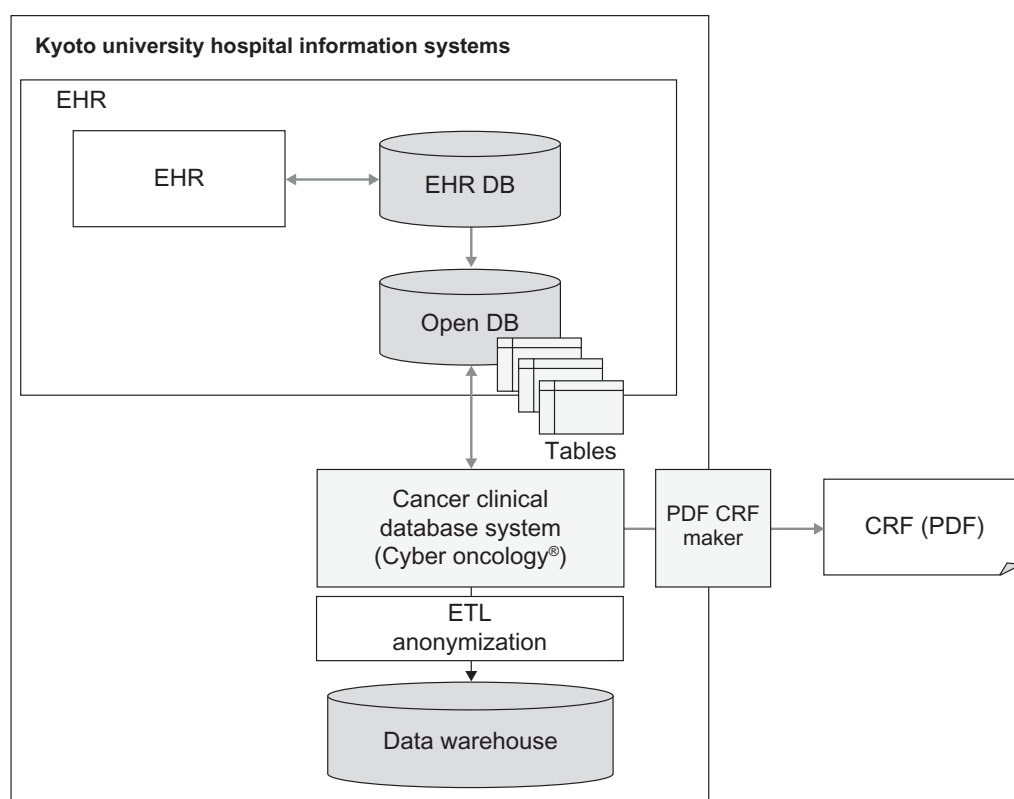 Kyoto university hospital information systems
EHR
EHR
EHR DB
Open DB
Tables
Cancer clinical
database system
(Cyber oncology®)
PDF CRF
maker
CRF (PDF)
ETL
anonymization
Data warehouse